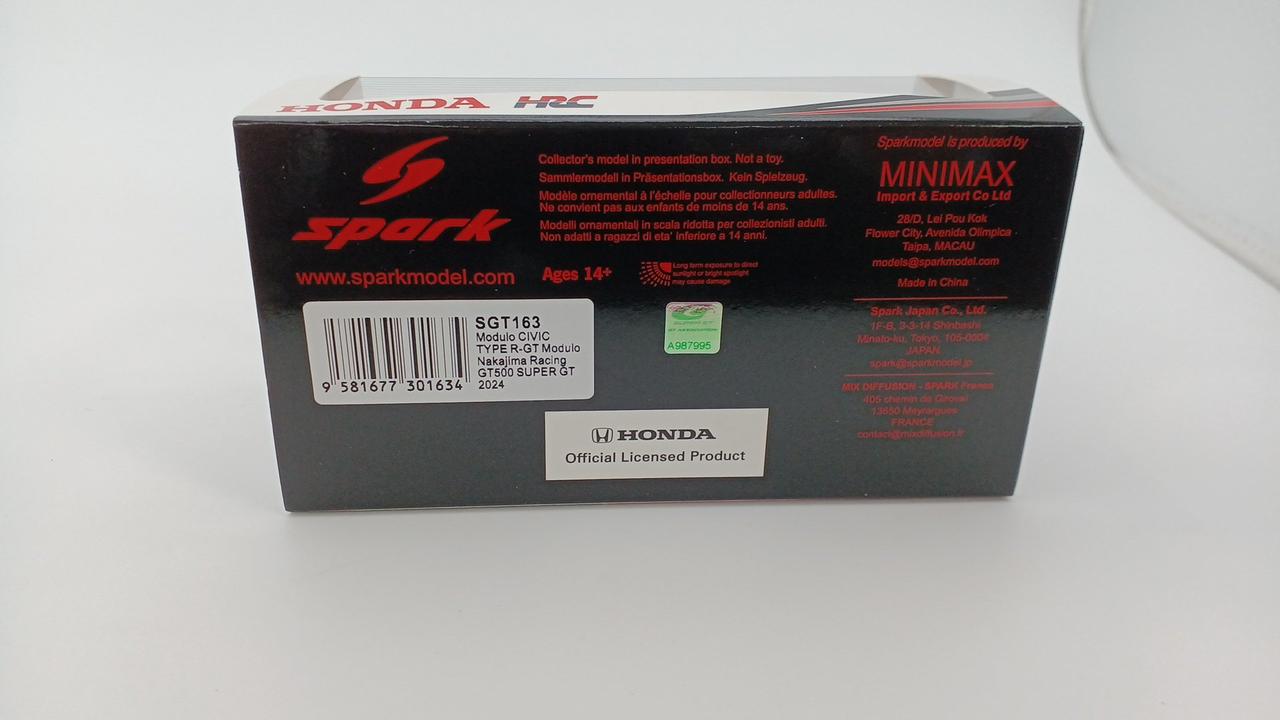 HONDA HRC
spark
www.sparkmodel.com
Collector's model in presentation box. Not a toy.
Sammlermodell in Präsentationsbox. Kein Spielzeug.
Modèle ornemental à l'échelle pour collectionneurs adultes.
Ne convient pas aux enfants de moins de 14 ans.
Modelli ornamentali in scala ridotta per collezionisti adulti.
Non adatti a ragazzi di eta' inferiore a 14 anni.
Ages 14+
Long term exposure to direct
sunlight or bright spotlight
may cause damage
SGT163
Modulo CIVIC
TYPE R-GT Modulo
Nakajima Racing
GT500 SUPER GT
2024
9 581677 301634
SUPER GT
GT ASSOCIATION
A987995
HONDA
Official Licensed Product
Sparkmodel is produced by
MINIMAX
Import & Export Co Ltd
28/D, Lei Pou Kok
Flower City, Avenida Olimpica
Taipa, MACAU
models@sparkmodel.com
Made in China
Spark Japan Co., Ltd.
1F-B, 3-3-14 Shinbashi
Minato-ku, Tokyo, 105-0004
JAPAN.
spark@sparkmodel.jp
MIX DIFFUSION - SPARK France
405 chemin de Giroval
13650 Meyrargues
FRANCE
contact@mixdiffusion.fr